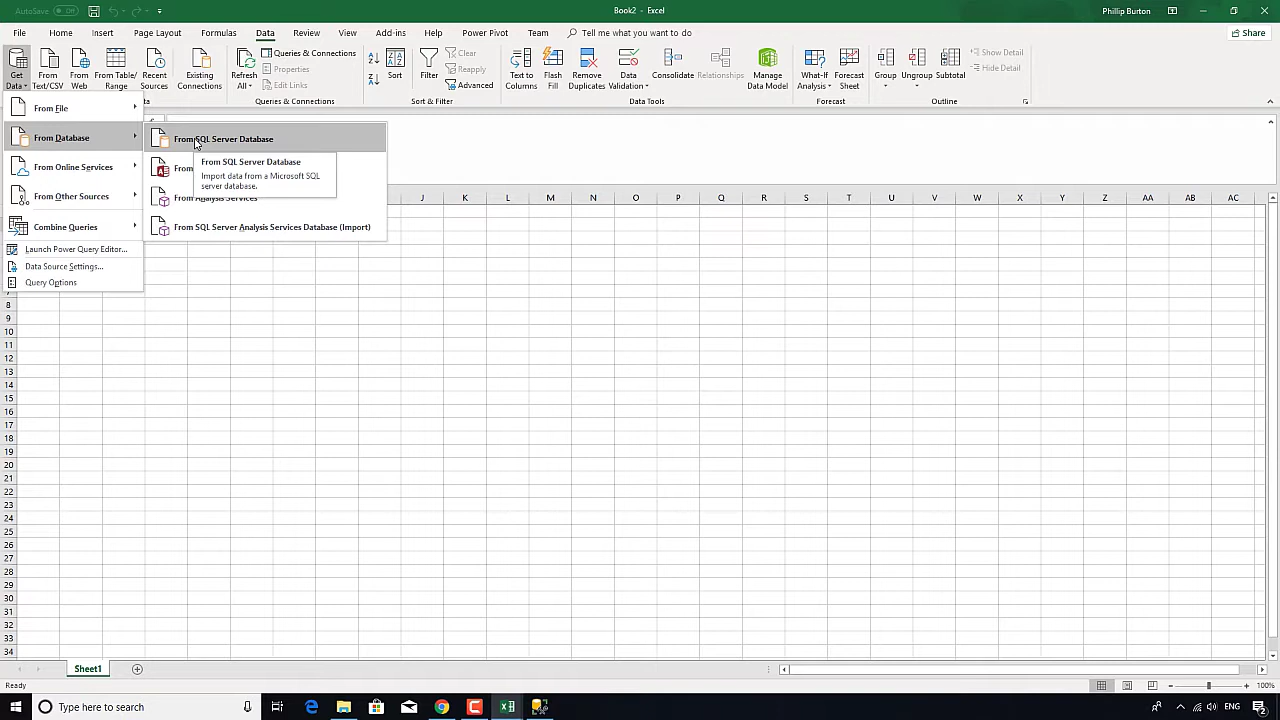 AutoSave Off
Book2 - Excel
Phillip Burton
File Home Insert Page Layout Formulas Data Review View Add-ins Help Power Pivot Team Tell me what you want to do
Share
Get Data
From Text/CSV
From Web
From Table/ Range
Recent Sources
Existing Connections
Refresh All
Queries & Connections
Properties
Edit Links
Queries & Connections
Sort
Filter
Clear
Reapply
Advanced
Sort & Filter
Text to Columns
Flash Fill
Remove Duplicates
Data Validation
Consolidate
Relationships
Manage Data Model
Data Tools
What-If Analysis
Forecast Sheet
Forecast
Group
Ungroup
Subtotal
Show Detail
Hide Detail
Outline
From File
From Database
From Online Services
From Other Sources
Combine Queries
Launch Power Query Editor...
Data Source Settings...
Query Options
From SQL Server Database
From
From Analysis Services
From SQL Server Analysis Services Database (Import)
From SQL Server Database
Import data from a Microsoft SQL
server database.
J K L M N O P Q R S T U V W X Y Z AA AB AC
8
9
10
11
12
13
14
15
16
17
18
19
20
21
22
23
24
25
26
27
28
29
30
31
32
33
34
Sheet1
Ready
100%
Type here to search
ENG
2